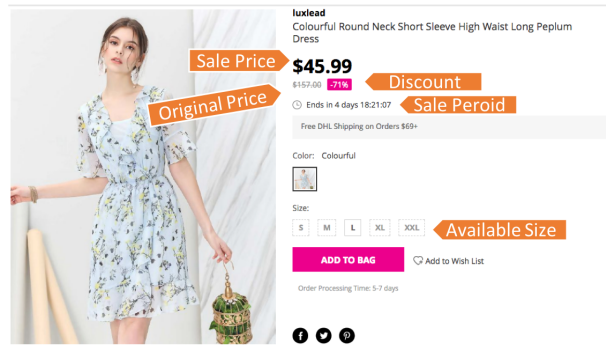 luxlead
Colourful Round Neck Short Sleeve High Waist Long Peplum
Dress
Sale Price
$45.99
$157.00 -71%
Discount
Original Price
Ends in 4 days 18:21:07
Sale Peroid
Free DHL Shipping on Orders $69+
Color: Colourful
Size:
S M L XL XXL
Available Size
ADD TO BAG
Add to Wish List
Order Processing Time: 5-7 days